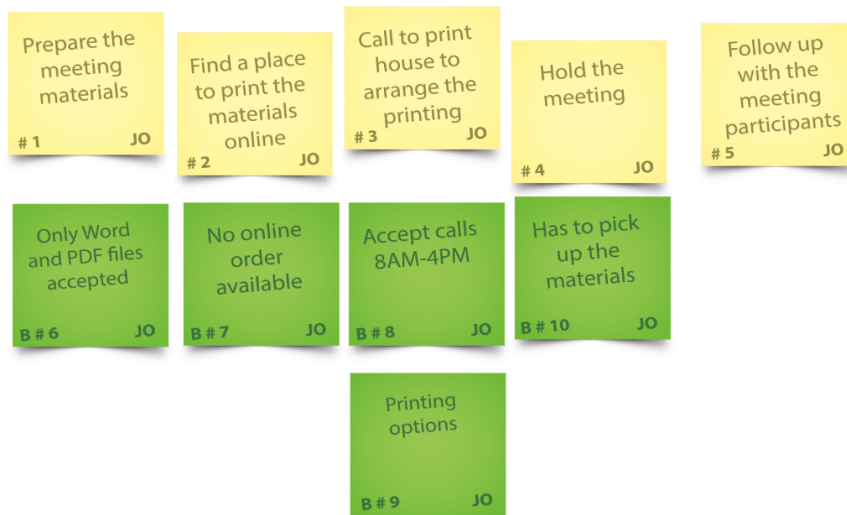 Prepare the
meeting
materials
# 1 JO
Find a place
to print the
materials
online
# 2 JO
Call to print
house to
arrange the
printing
# 3 JO
Hold the
meeting
# 4 JO
Follow up
with the
meeting
participants
# 5 JO
Only Word
and PDF files
accepted
B # 6 JO
No online
order
available
B # 7 JO
Accept calls
8AM-4PM
B # 8 JO
Has to pick
up the
materials
B # 10 JO
Printing
options
B # 9 JO